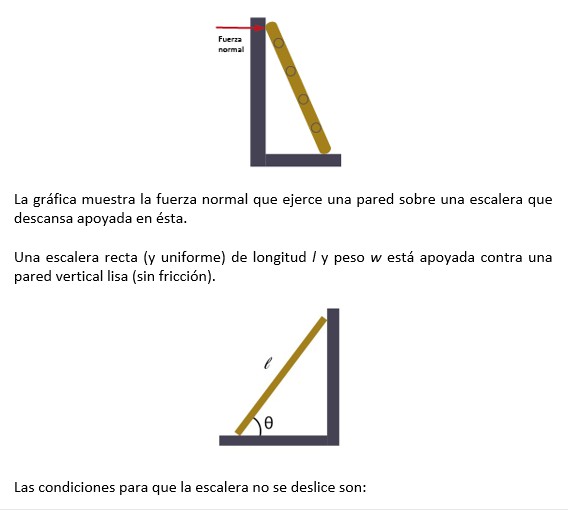 Fuerza
normal
La gráfica muestra la fuerza normal que ejerce una pared sobre una escalera que
descansa apoyada en ésta.
Una escalera recta (y uniforme) de longitud l y peso w está apoyada contra una
pared vertical lisa (sin fricción).
ℓ
θ
Las condiciones para que la escalera no se deslice son: